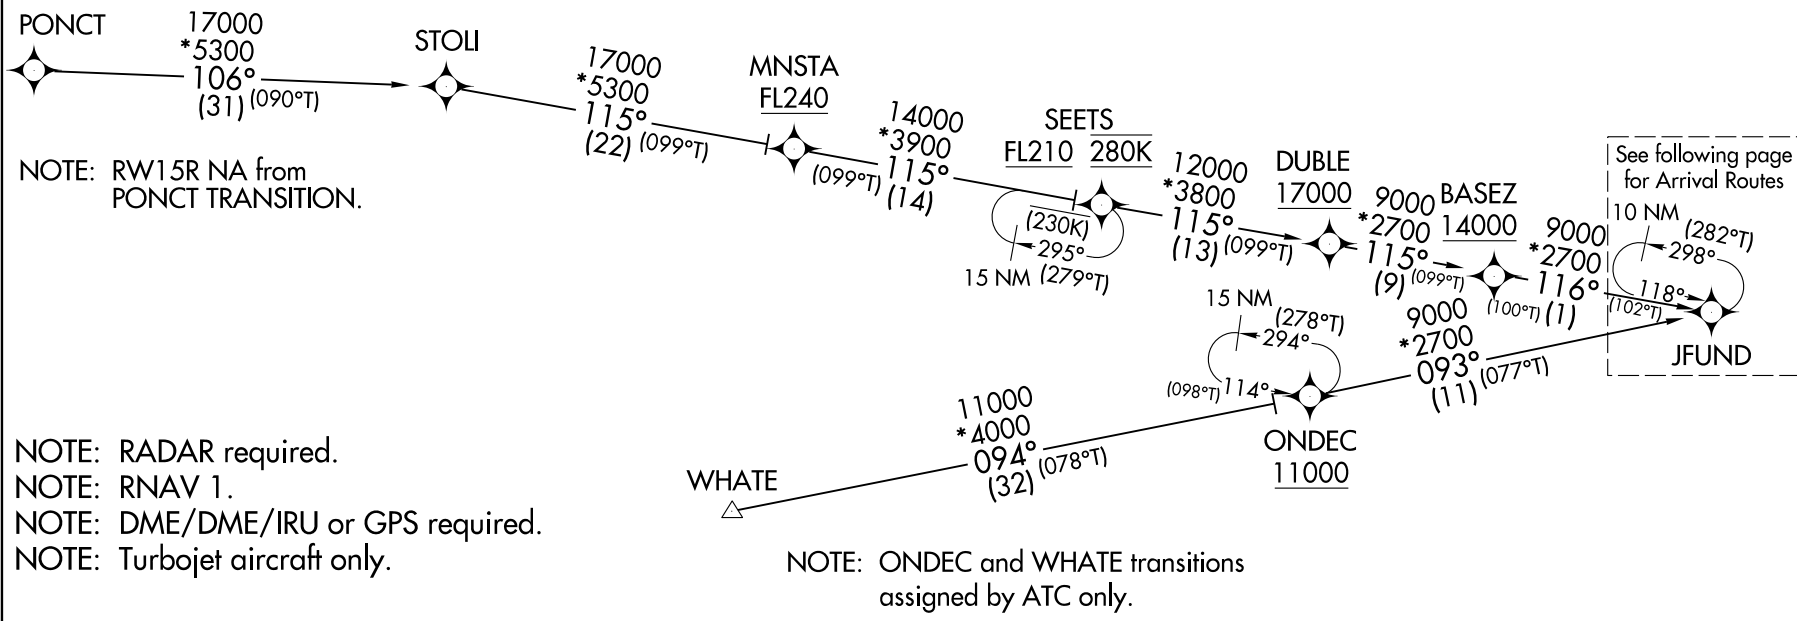 PONCT
17000
*5300
106°
(31) (090°T)
STOLI
17000
*5300
115°
(22) (099°T)
MNSTA
FL240
14000
*3900
115°
(099°T) (14)
SEETS
FL210 280K
(230K)
295°
15 NM (279°T)
12000
*3800
115°
(13) (099°T)
DUBLE
17000
9000
*2700
115°
(9) (099°T)
BASEZ
14000
9000
*2700
116°
(100°T) (1)
See following page
for Arrival Routes
10 NM (282°T)
298°
118°
(102°T)
JFUND
NOTE: RW15R NA from
PONCT TRANSITION.
15 NM (278°T)
294°
(098°T) 114°
ONDEC
11000
9000
*2700
093°
(11) (077°T)
11000
*4000
094°
(32) (078°T)
WHATE
NOTE: RADAR required.
NOTE: RNAV 1.
NOTE: DME/DME/IRU or GPS required.
NOTE: Turbojet aircraft only.
NOTE: ONDEC and WHATE transitions
assigned by ATC only.